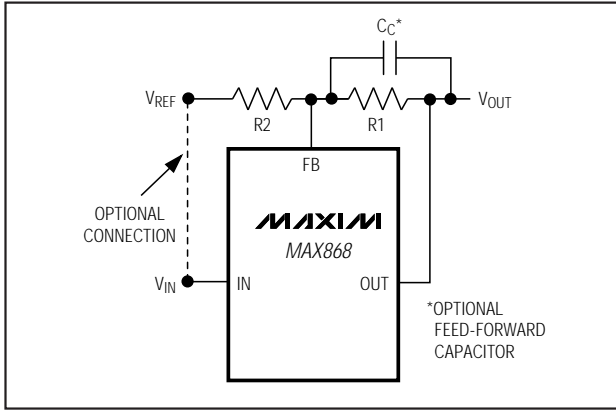 CC*
VREF
R2
R1
VOUT
FB
OPTIONAL
CONNECTION
MAXIM
MAX868
VIN
IN
OUT
*OPTIONAL
FEED-FORWARD
CAPACITOR